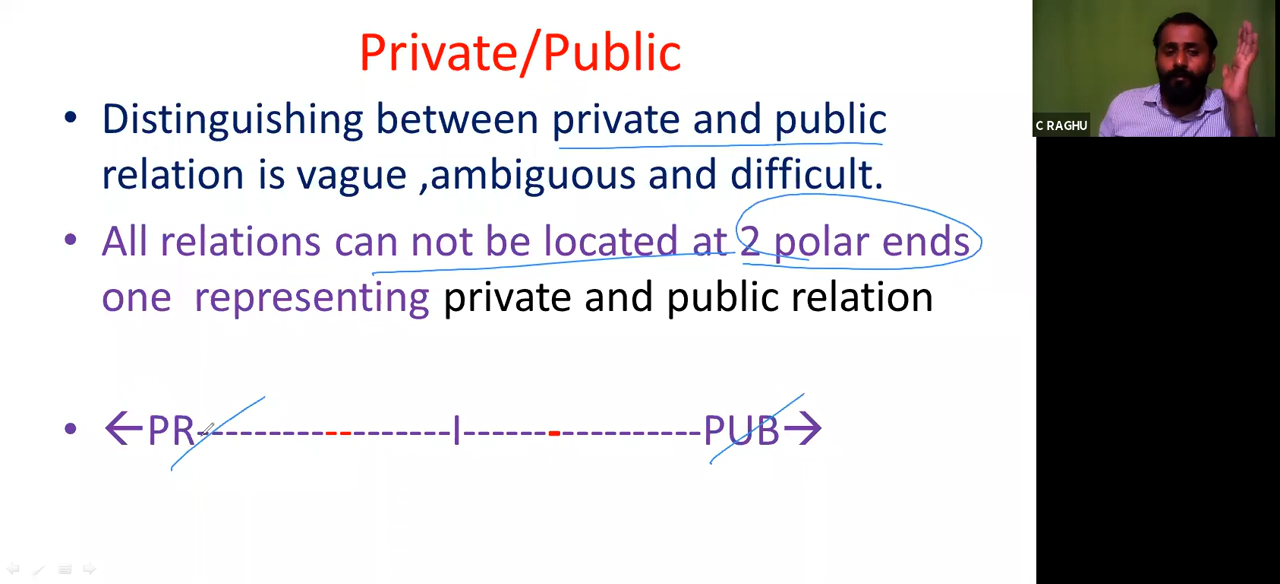 Private/Public
C RAGHU
• Distinguishing between private and public
relation is vague ,ambiguous and difficult.
• All relations can not be located at 2 polar ends
one representing private and public relation
• ←PR-----------------I-----------------PUB→